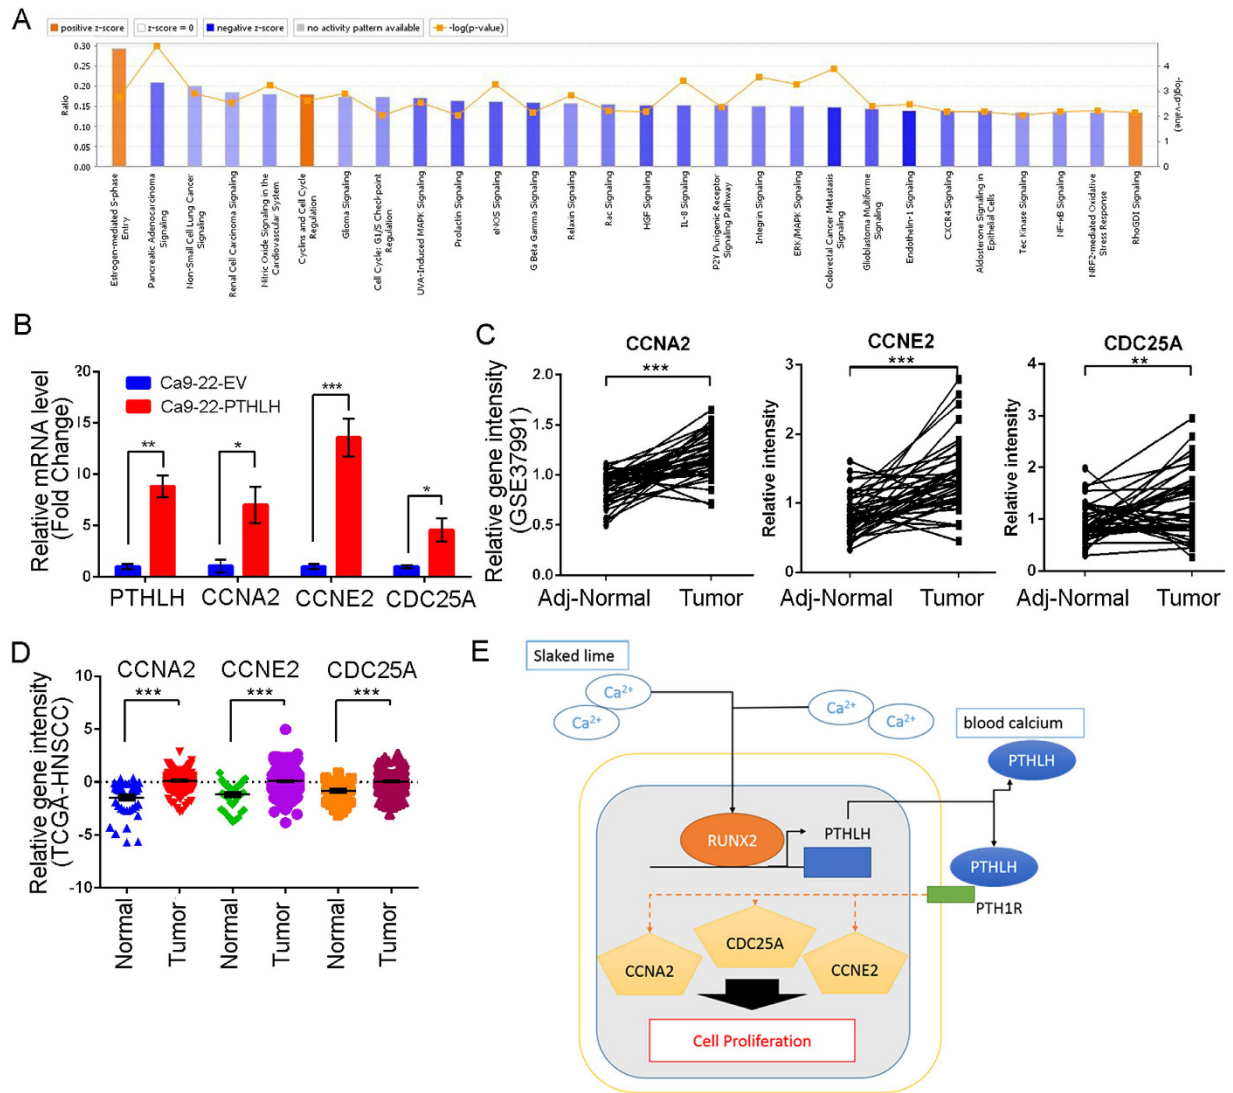 A
positive z-score
z-score = 0
negative z-score
no activity pattern available
-log(p-value)
0.30
0.25
0.20
0.15
0.10
0.05
0.00
Ratio
4
3
2
1
0
-log(p-value)
Estrogen-mediated S-phase
Entry
Pancreatic Adenocarcinoma
Signaling
Non-Small Cell Lung Cancer
Signaling
Renal Cell Carcinoma Signaling
Nitric Oxide Signaling in the
Cardiovascular System
Cyclins and Cell Cycle
Regulation
Glioma Signaling
Cell Cycle: G1/S Checkpoint
Regulation
UVA-Induced MAPK Signaling
Prolactin Signaling
eNOS Signaling
G Beta Gamma Signaling
Relaxin Signaling
Rac Signaling
HGF Signaling
IL-8 Signaling
P2Y Purigenic Receptor
Signaling Pathway
Integrin Signaling
ERK/MAPK Signaling
Colorectal Cancer Metastasis
Signaling
Glioblastoma Multiforme
Signaling
Endothelin-1 Signaling
CXCR4 Signaling
Aldosterone Signaling in
Epithelial Cells
Tec Kinase Signaling
NF-κB Signaling
NRF2-mediated Oxidative
Stress Response
RhoGDI Signaling
B
Relative mRNA level
(Fold Change)
20
15
10
5
0
Ca9-22-EV
Ca9-22-PTHLH
**
*
***
*
PTHLH
CCNA2
CCNE2
CDC25A
C
CCNA2
***
Relative gene intensity
(GSE37991)
2.0
1.5
1.0
0.5
0.0
Adj-Normal
Tumor
CCNE2
***
Relative intensity
3
2
1
0
Adj-Normal
Tumor
CDC25A
**
Relative intensity
4
3
2
1
0
Adj-Normal
Tumor
D
Relative gene intensity
(TCGA-HNSCC)
10
5
0
-5
-10
CCNA2
CCNE2
CDC25A
***
***
***
Normal
Tumor
Normal
Tumor
Normal
Tumor
E
Slaked lime
Ca2+
Ca2+
Ca2+
Ca2+
blood calcium
PTHLH
RUNX2
PTHLH
PTHLH
PTH1R
CDC25A
CCNA2
CCNE2
Cell Proliferation